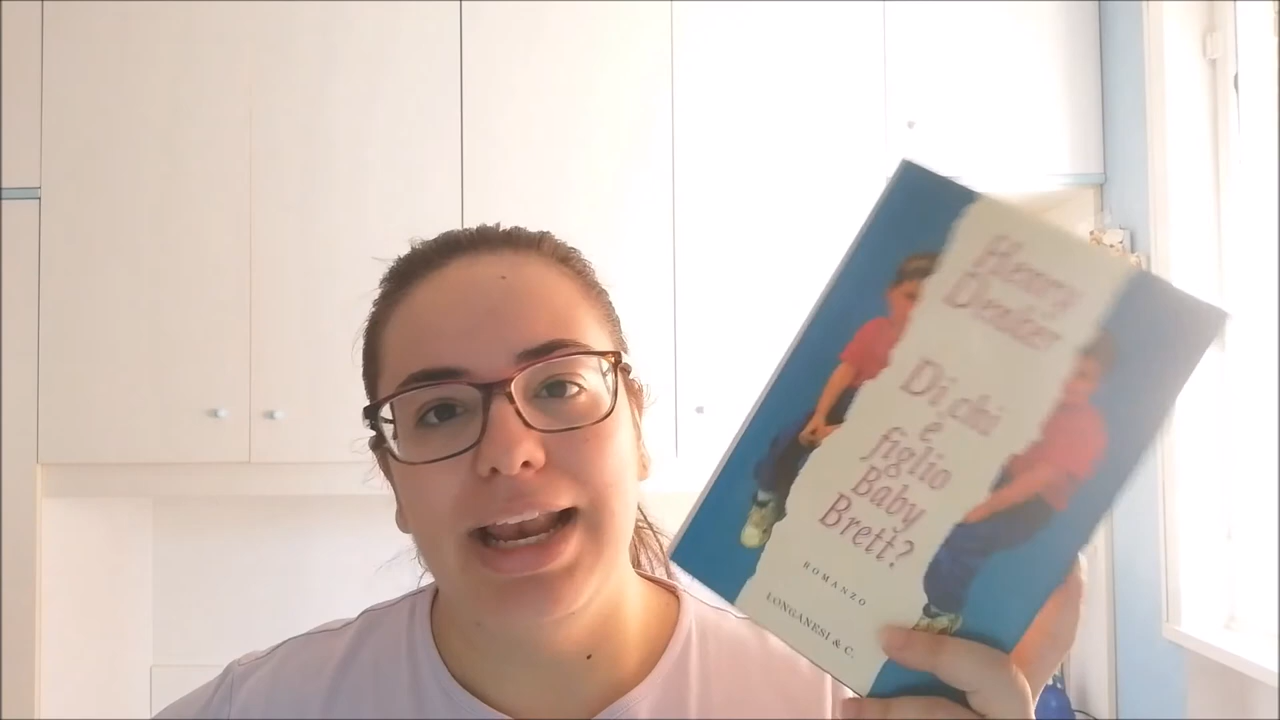 Henry
Denker
Di chi
è
figlio
Baby
Brett?
ROMANZO
LONGANESI & C.